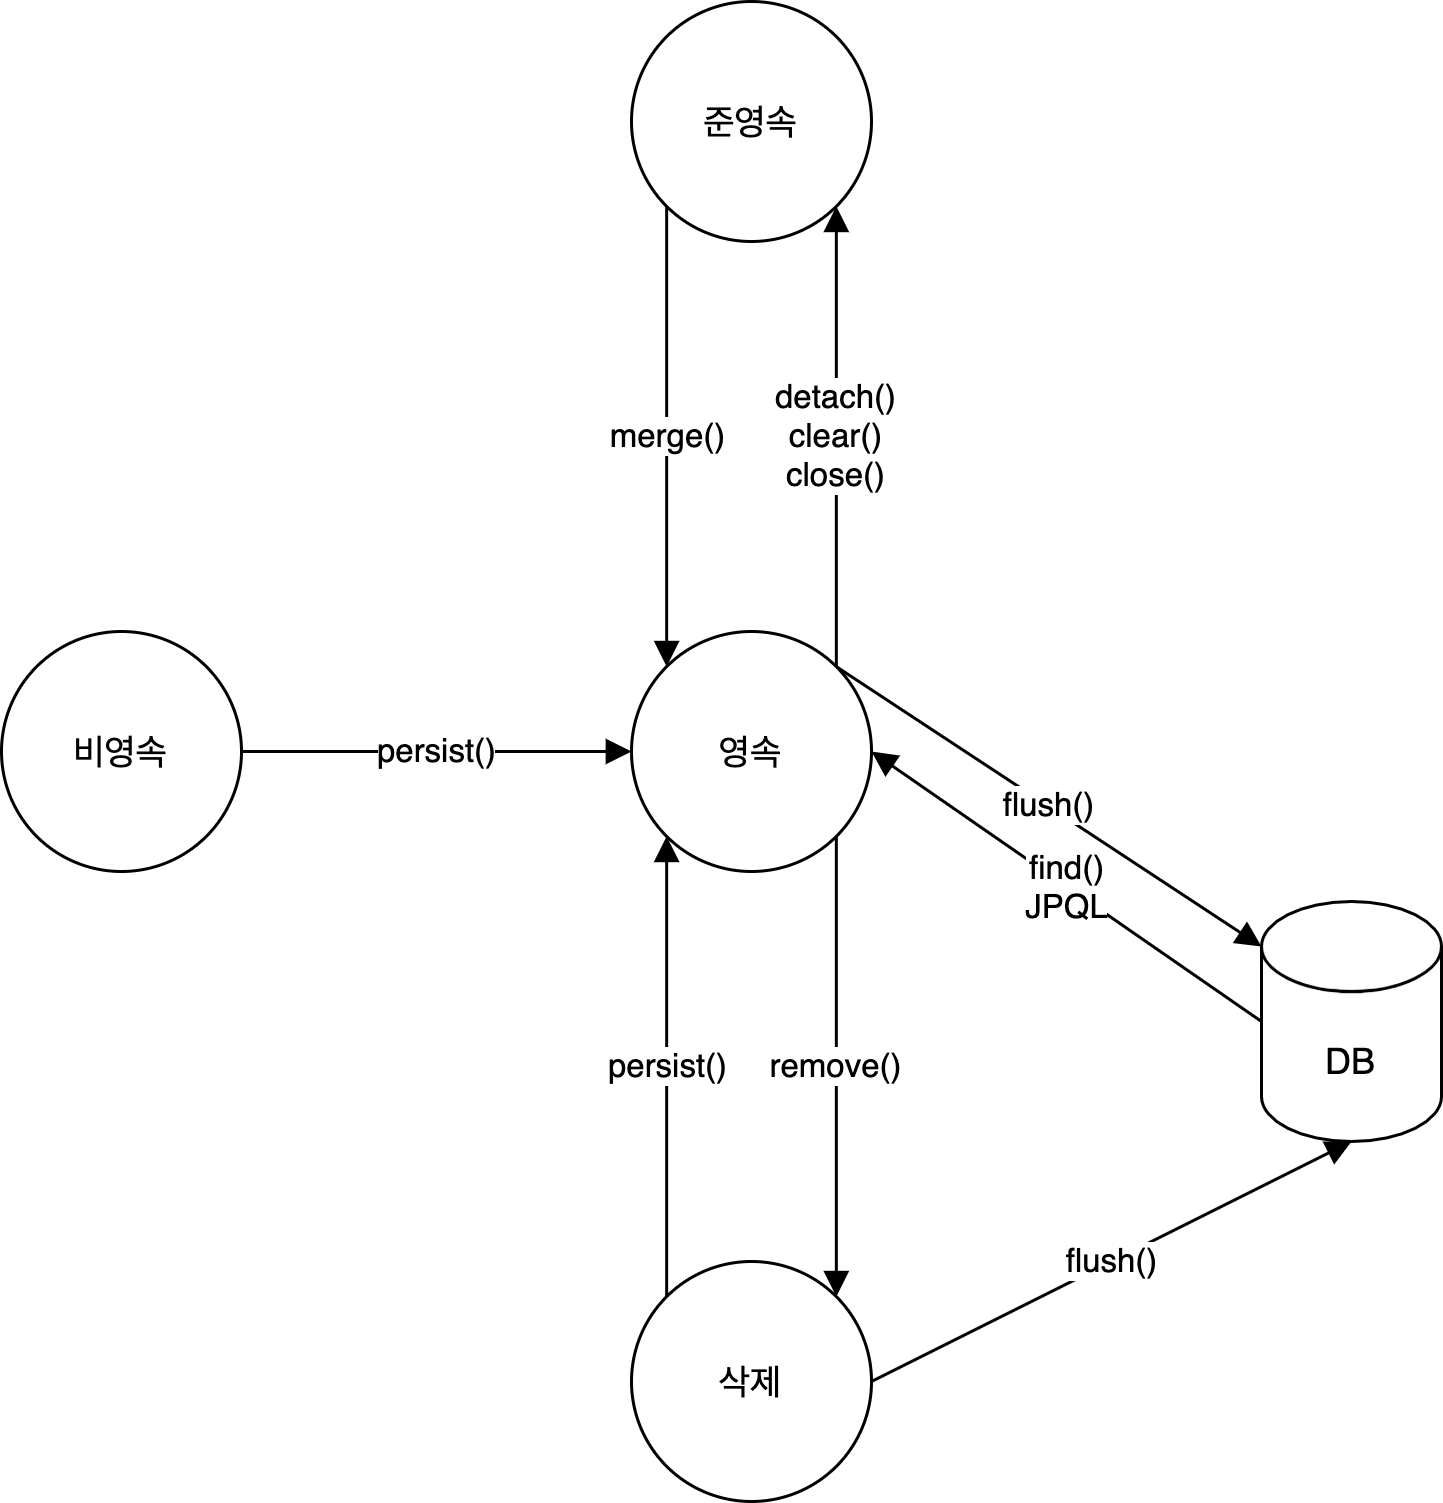 준영속
merge()
detach()
clear()
close()
비영속
persist()
영속
flush()
find()
JPQL
persist()
remove()
DB
flush()
삭제